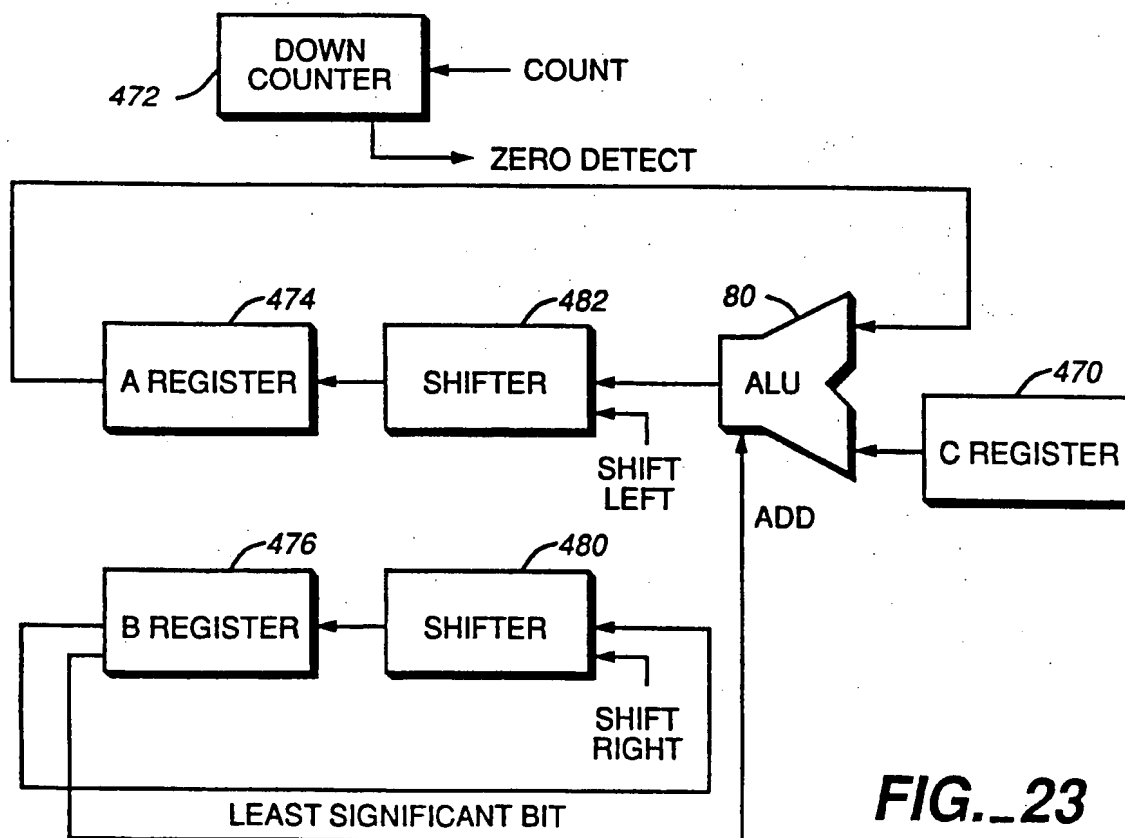 DOWN
COUNTER
472
COUNT
ZERO DETECT
474
482
80
A REGISTER
SHIFTER
ALU
470
C REGISTER
SHIFT
LEFT
ADD
476
480
B REGISTER
SHIFTER
SHIFT
RIGHT
LEAST SIGNIFICANT BIT
FIG._23